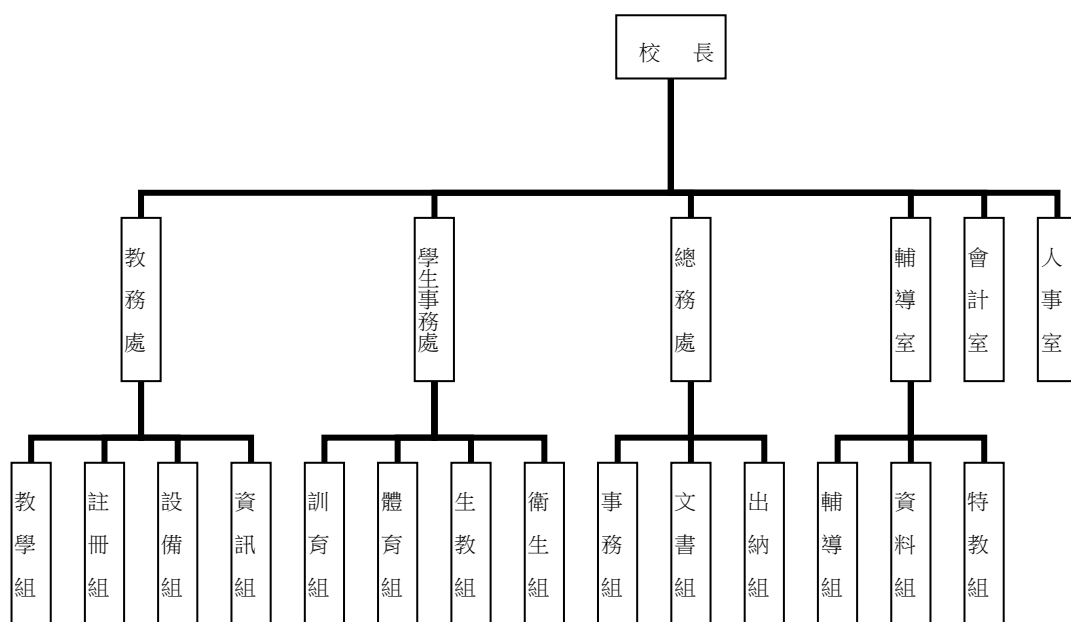 校 長
教務處
學生事務處
總務處
輔導室
會計室
人事室
教學組
註冊組
設備組
資訊組
訓育組
體育組
生教組
衛生組
事務組
文書組
出納組
輔導組
資料組
特教組